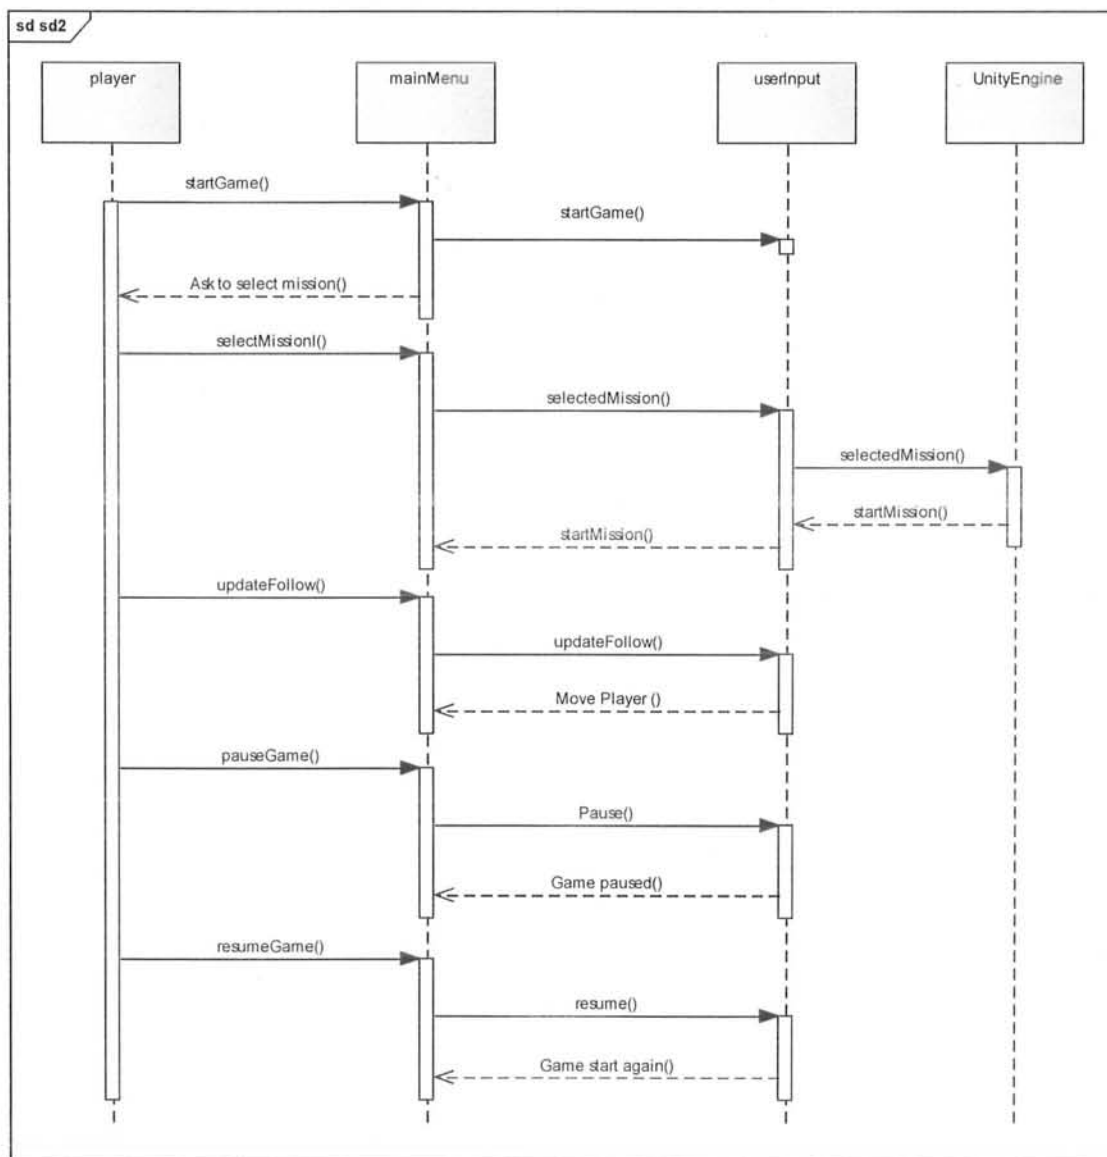 sd sd2
player
mainMenu
userInput
UnityEngine
startGame()
startGame()
Ask to select mission()
selectMissionI()
selectedMission()
selectedMission()
startMission()
startMission()
updateFollow()
updateFollow()
Move Player ()
pauseGame()
Pause()
Game paused()
resumeGame()
resume()
Game start again()